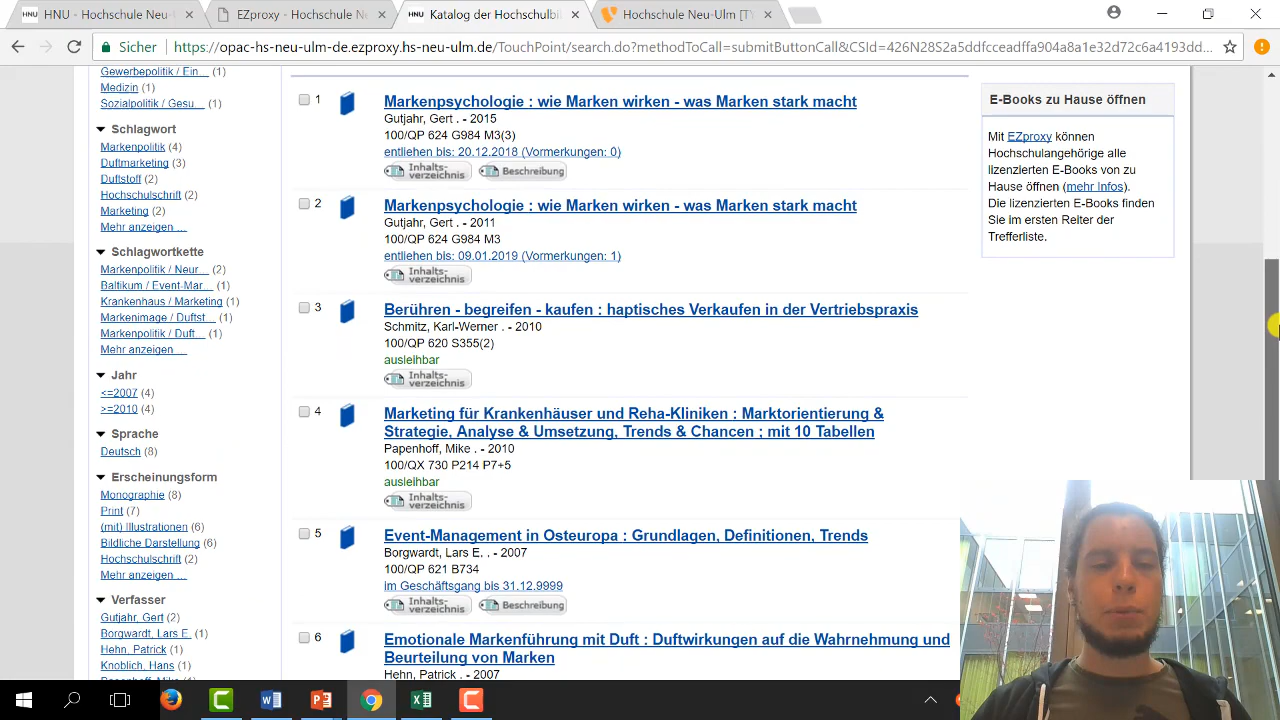 HNU - Hochschule Neu-U
EZproxy - Hochschule Ne
Katalog der Hochschulbi
Hochschule Neu-Ulm [TY
Sicher
https://opac-hs-neu-ulm-de.ezproxy.hs-neu-ulm.de/TouchPoint/search.do?methodToCall=submitButtonCall&CSId=426N28S2a5ddfcceadffa904a8a1e32d72c6a4193dd...
Gewerbepolitik / Ein ... (1)
Medizin (1)
Sozialpolitik / Gesu... (1)
Schlagwort
Markenpolitik (4)
Duftmarketing (3)
Duftstoff (2)
Hochschulschrift (2)
Marketing (2)
Mehr anzeigen ...
Schlagwortkette
Markenpolitik / Neur... (2)
Baltikum / Event-Mar... (1)
Krankenhaus / Marketing (1)
Markenimage / Duftst... (1)
Markenpolitik / Duft... (1)
Mehr anzeigen ...
Jahr
<=2007 (4)
>=2010 (4)
Sprache
Deutsch (8)
Erscheinungsform
Monographie (8)
Print (7)
(mit) Illustrationen (6)
Bildliche Darstellung (6)
Hochschulschrift (2)
Mehr anzeigen ...
Verfasser
Gutjahr, Gert (2)
Borgwardt, Lars E. (1)
Hehn, Patrick (1)
Knoblich, Hans (1)
1
Markenpsychologie : wie Marken wirken - was Marken stark macht
Gutjahr, Gert . - 2015
100/QP 624 G984 M3(3)
entliehen bis: 20.12.2018 (Vormerkungen: 0)
Inhalts-
verzeichnis
Beschreibung
2
Markenpsychologie : wie Marken wirken - was Marken stark macht
Gutjahr, Gert . - 2011
100/QP 624 G984 M3
entliehen bis: 09.01.2019 (Vormerkungen: 1)
Inhalts-
verzeichnis
3
Berühren - begreifen - kaufen : haptisches Verkaufen in der Vertriebspraxis
Schmitz, Karl-Werner . - 2010
100/QP 620 S355(2)
ausleihbar
Inhalts-
verzeichnis
4
Marketing für Krankenhäuser und Reha-Kliniken : Marktorientierung &
Strategie, Analyse & Umsetzung, Trends & Chancen ; mit 10 Tabellen
Papenhoff, Mike . - 2010
100/QX 730 P214 P7+5
ausleihbar
Inhalts-
verzeichnis
5
Event-Management in Osteuropa : Grundlagen, Definitionen, Trends
Borgwardt, Lars E. . - 2007
100/QP 621 B734
im Geschäftsgang bis 31.12.9999
Inhalts-
verzeichnis
Beschreibung
6
Emotionale Markenführung mit Duft : Duftwirkungen auf die Wahrnehmung und
Beurteilung von Marken
Hehn, Patrick . - 2007
E-Books zu Hause öffnen
Mit EZproxy können
Hochschulangehörige alle
lizenzierten E-Books von zu
Hause öffnen (mehr Infos).
Die lizenzierten E-Books finden
Sie im ersten Reiter der
Trefferliste.